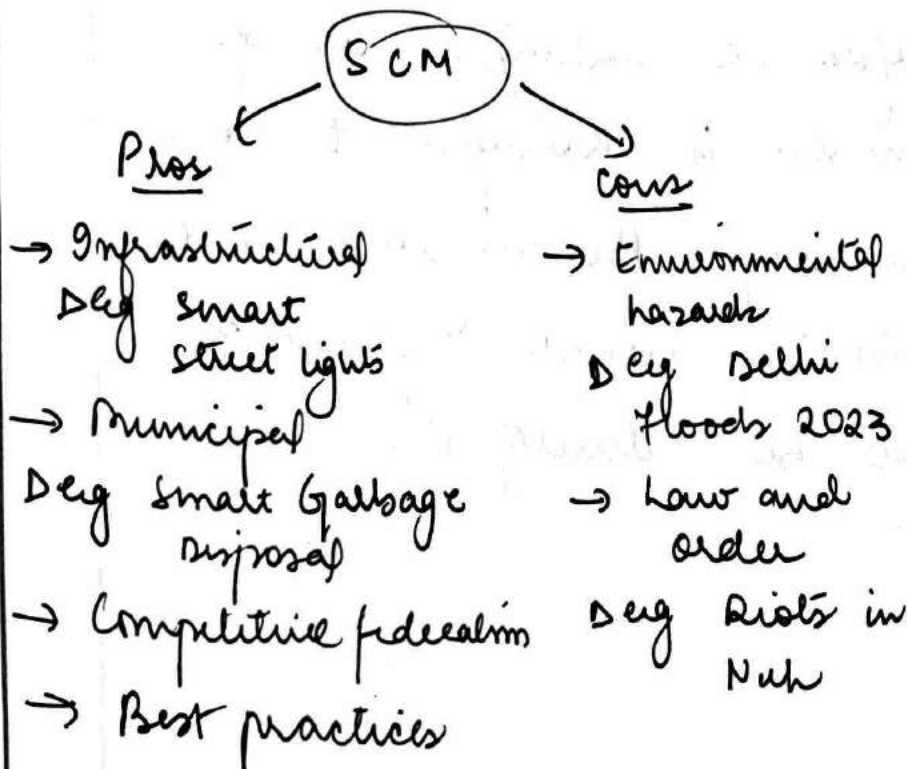 SCM
Pros
→ Infrastructural
▷ eg Smart
Street lights
→ Municipal
▷ eg Smart Garbage
Disposal
→ Competitive federalism
→ Best practices
Cons
→ Environmental
hazards
▷ eg Delhi
Floods 2023
→ Law and
order
▷ eg Riots in
Nuh